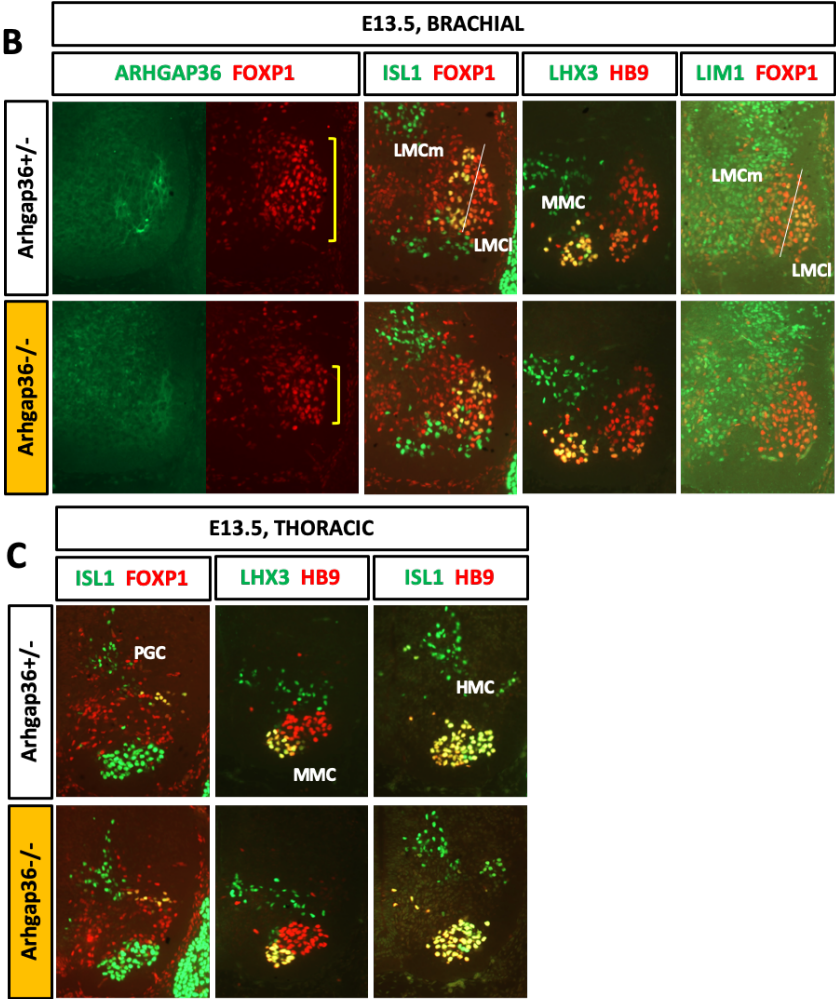 B
E13.5, BRACHIAL
ARHGAP36 FOXP1
ISL1 FOXP1
LHX3 HB9
LIM1 FOXP1
Arhgap36+/-
LMCm
LMCl
MMC
LMCm
LMCl
Arhgap36-/-
C
E13.5, THORACIC
ISL1 FOXP1
LHX3 HB9
ISL1 HB9
Arhgap36+/-
PGC
MMC
HMC
Arhgap36-/-